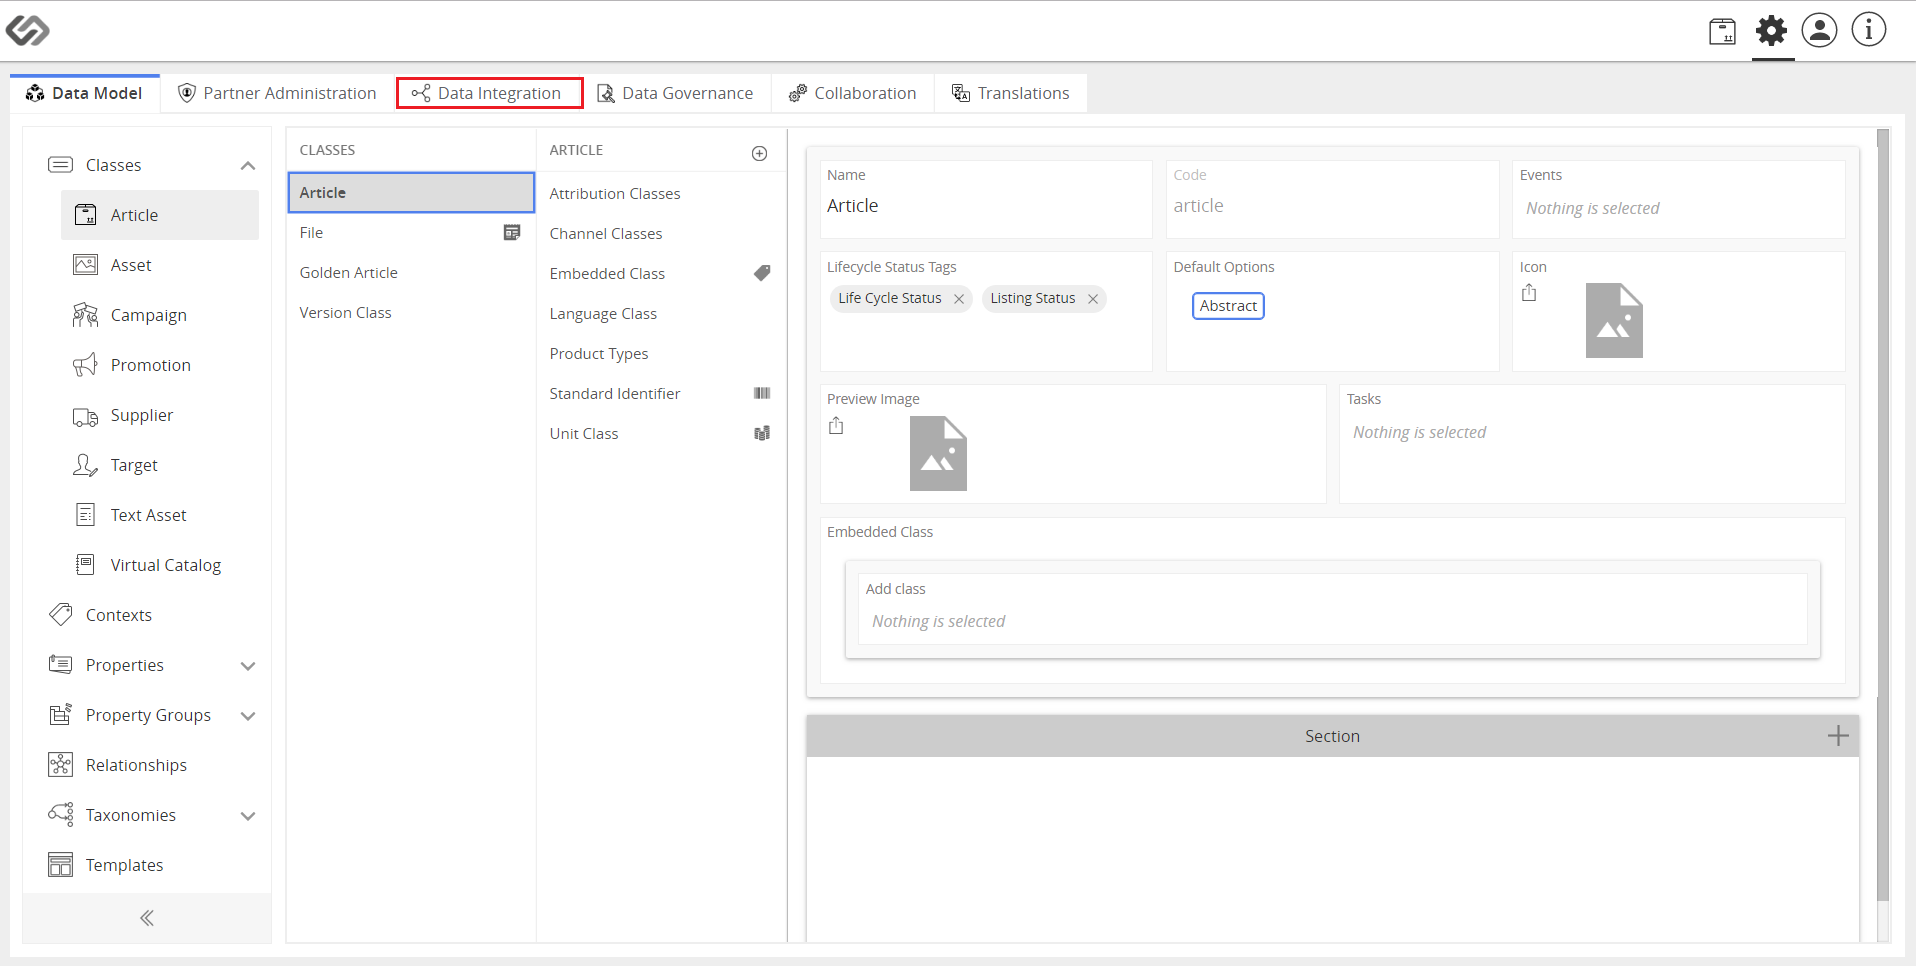 Data Model
Partner Administration
Data Integration
Data Governance
Collaboration
Translations
Classes
Article
Asset
Campaign
Promotion
Supplier
Target
Text Asset
Virtual Catalog
Contexts
Properties
Property Groups
Relationships
Taxonomies
Templates
CLASSES
Article
File
Golden Article
Version Class
ARTICLE
Attribution Classes
Channel Classes
Embedded Class
Language Class
Product Types
Standard Identifier
Unit Class
Name
Article
Code
article
Events
Nothing is selected
Lifecycle Status Tags
Life Cycle Status
Listing Status
Default Options
Abstract
Icon
Preview Image
Tasks
Nothing is selected
Embedded Class
Add class
Nothing is selected
Section